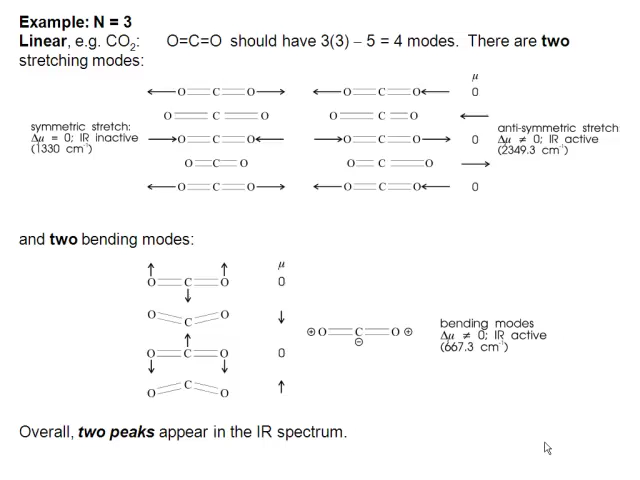 Example: N = 3
Linear, e.g. CO₂: O=C=O should have 3(3) – 5 = 4 modes. There are two
stretching modes:
μ
O C O O C O 0
O C O O C O
symmetric stretch:
Δμ = 0; IR inactive
(1330 cm⁻¹)
O C O O C O 0
anti-symmetric stretch
Δμ ≠ 0; IR active
(2349.3 cm⁻¹)
O C O O C O
O C O O C O 0
and two bending modes:
μ
O C O 0
O C O
⊕ O C O ⊕
⊖
bending modes
Δμ ≠ 0; IR active
(667.3 cm⁻¹)
O C O 0
O C O
Overall, two peaks appear in the IR spectrum.